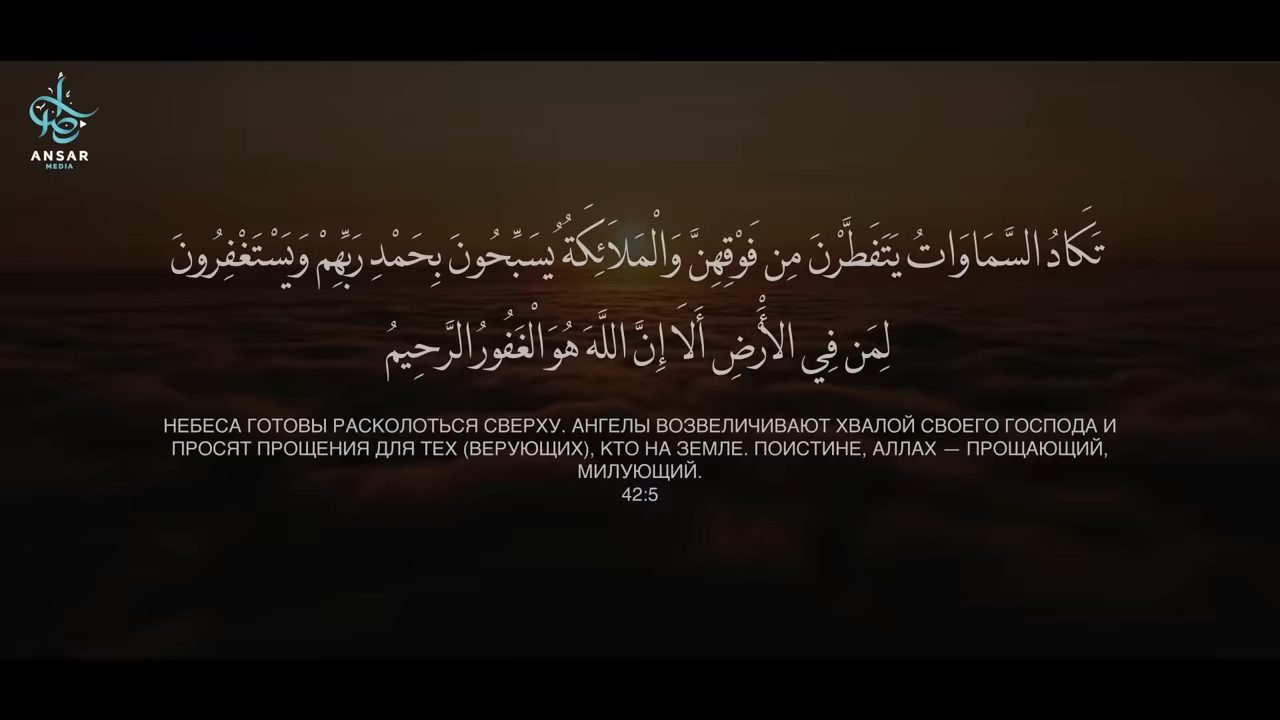 ANSAR
MEDIA
تَكَادُ السَّمَاوَاتُ يَتَفَطَّرْنَ مِن فَوْقِهِنَّ وَالْمَلَائِكَةُ يُسَبِّحُونَ بِحَمْدِ رَبِّهِمْ وَيَسْتَغْفِرُونَ
لِمَن فِي الْأَرْضِ أَلَا إِنَّ اللَّهَ هُوَ الْغَفُورُ الرَّحِيمُ
НЕБЕСА ГОТОВЫ РАСКОЛОТЬСЯ СВЕРХУ. АНГЕЛЫ ВОЗВЕЛИЧИВАЮТ ХВАЛОЙ СВОЕГО ГОСПОДА И
ПРОСЯТ ПРОЩЕНИЯ ДЛЯ ТЕХ (ВЕРУЮЩИХ), КТО НА ЗЕМЛЕ. ПОИСТИНЕ, АЛЛАХ — ПРОЩАЮЩИЙ,
МИЛУЮЩИЙ.
42:5